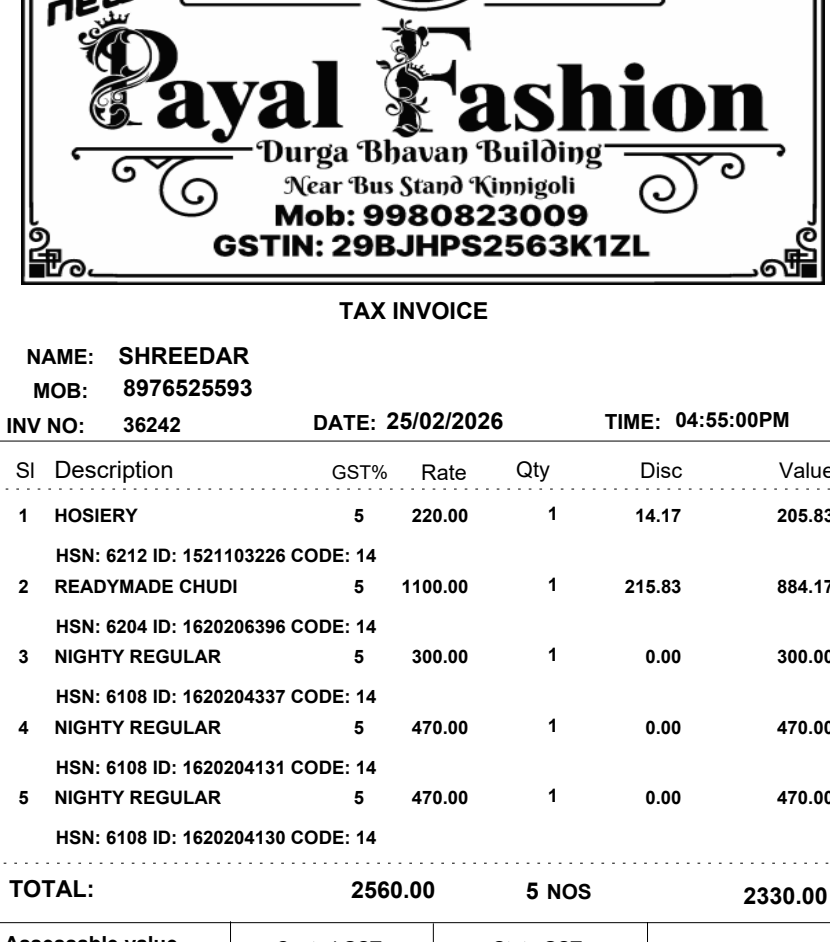 new
Payal Fashion
Durga Bhavan Building
Near Bus Stand Kinnigoli
Mob: 9980823009
GSTIN: 29BJHPS2563K1ZL
TAX INVOICE
NAME: SHREEDAR
MOB: 8976525593
INV NO: 36242 DATE: 25/02/2026 TIME: 04:55:00PM
Sl Description GST% Rate Qty Disc Value
1 HOSIERY 5 220.00 1 14.17 205.83
HSN: 6212 ID: 1521103226 CODE: 14
2 READYMADE CHUDI 5 1100.00 1 215.83 884.17
HSN: 6204 ID: 1620206396 CODE: 14
3 NIGHTY REGULAR 5 300.00 1 0.00 300.00
HSN: 6108 ID: 1620204337 CODE: 14
4 NIGHTY REGULAR 5 470.00 1 0.00 470.00
HSN: 6108 ID: 1620204131 CODE: 14
5 NIGHTY REGULAR 5 470.00 1 0.00 470.00
HSN: 6108 ID: 1620204130 CODE: 14
TOTAL: 2560.00 5 NOS 2330.00